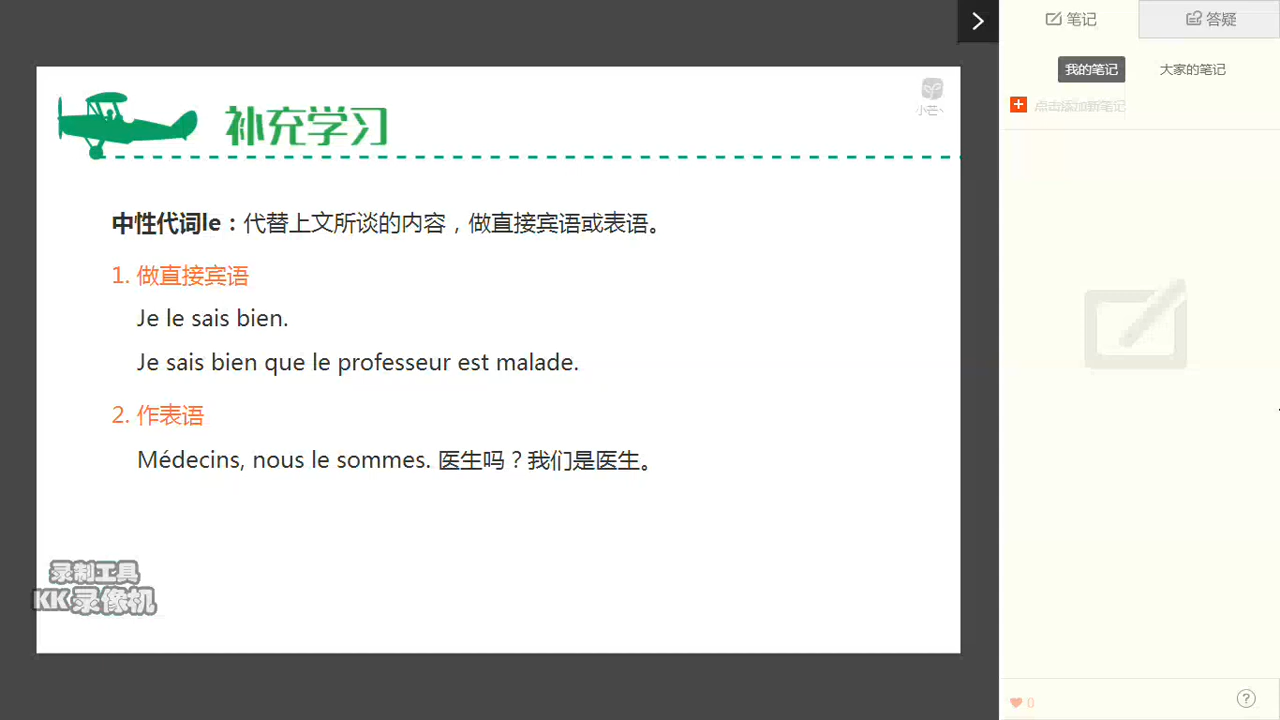 笔记
答疑
我的笔记
大家的笔记
点击添加新笔记
补充学习
小芒丶
中性代词le：代替上文所谈的内容，做直接宾语或表语。
1. 做直接宾语
Je le sais bien.
Je sais bien que le professeur est malade.
2. 作表语
Médecins, nous le sommes. 医生吗？我们是医生。
录制工具
KK录像机
0
?